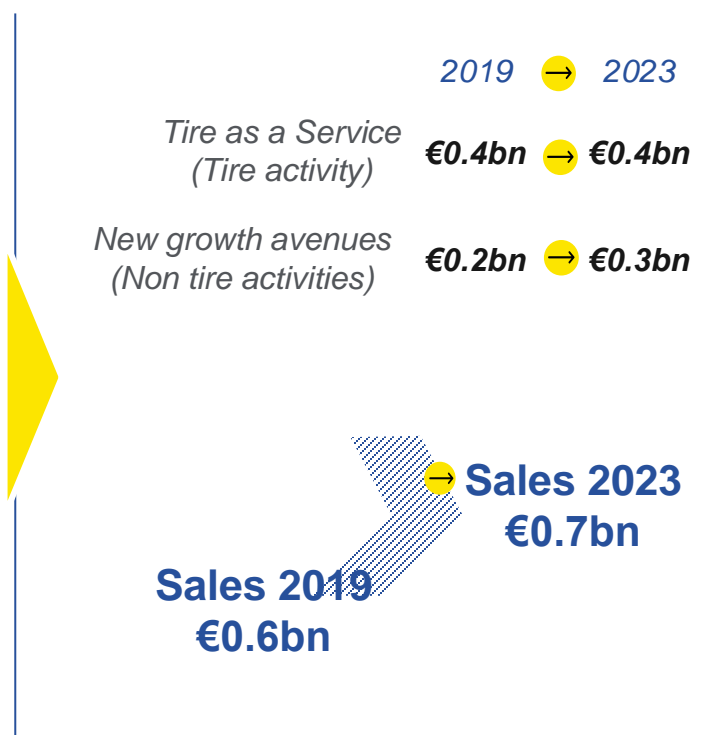 2019 → 2023
Tire as a Service
(Tire activity)
€0.4bn → €0.4bn
New growth avenues
(Non tire activities)
€0.2bn → €0.3bn
→ Sales 2023
€0.7bn
Sales 2019
€0.6bn